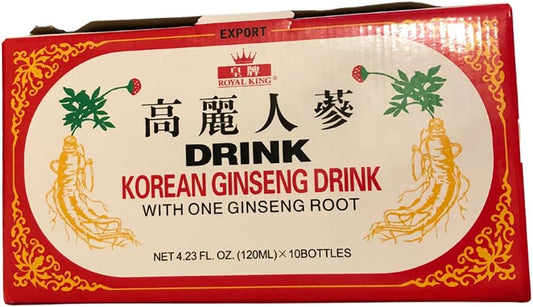 EXPORT
皇牌
ROYAL KING®
高麗人蔘
DRINK
KOREAN GINSENG DRINK
WITH ONE GINSENG ROOT
NET 4.23 FL. OZ. (120ML)×10BOTTLES